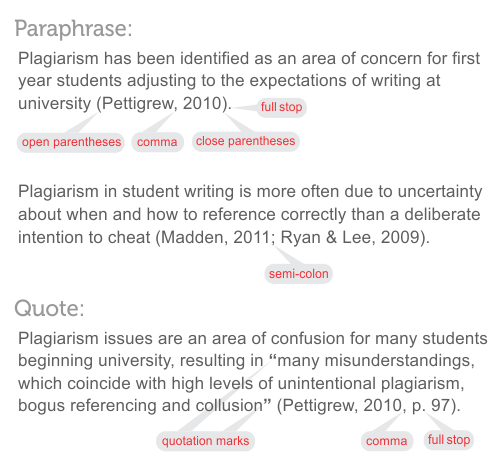 Paraphrase:
Plagiarism has been identified as an area of concern for first
year students adjusting to the expectations of writing at
university (Pettigrew, 2010).
full stop
open parentheses
comma
close parentheses
Plagiarism in student writing is more often due to uncertainty
about when and how to reference correctly than a deliberate
intention to cheat (Madden, 2011; Ryan & Lee, 2009).
semi-colon
Quote:
Plagiarism issues are an area of confusion for many students
beginning university, resulting in “many misunderstandings,
which coincide with high levels of unintentional plagiarism,
bogus referencing and collusion” (Pettigrew, 2010, p. 97).
quotation marks
comma
full stop